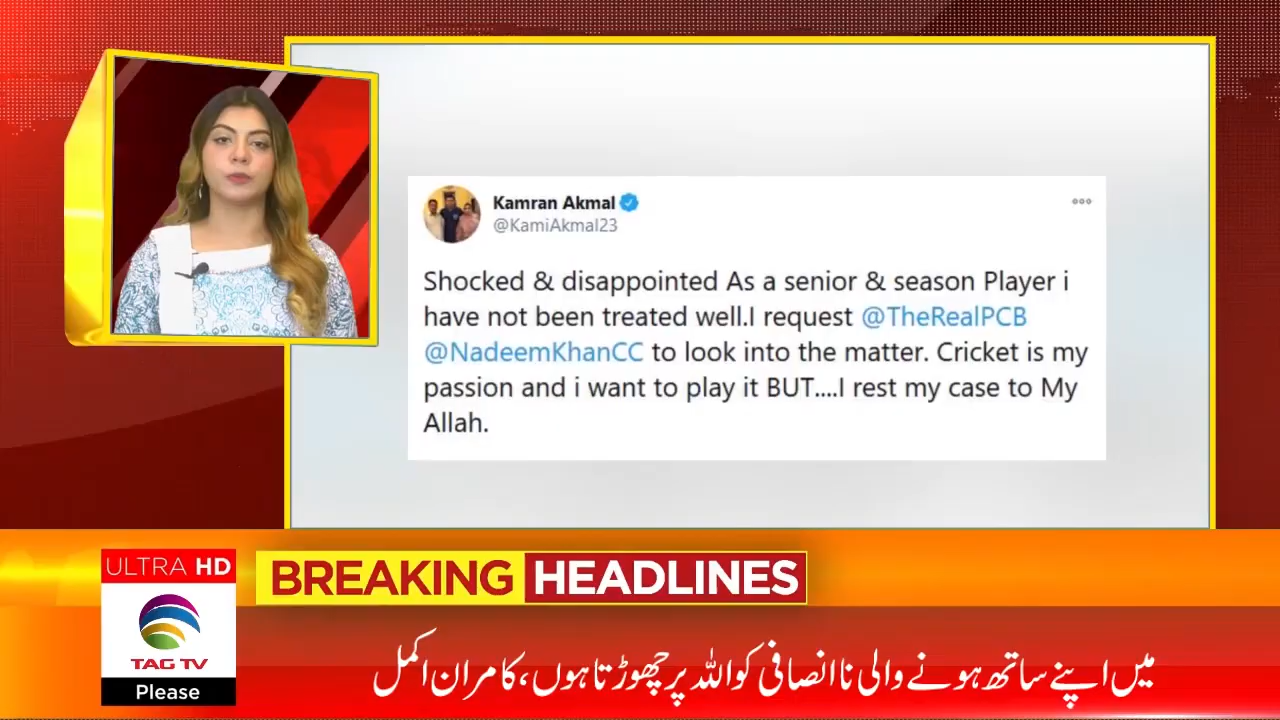 Kamran Akmal
@KamiAkmal23
Shocked & disappointed As a senior & season Player i
have not been treated well.I request @TheRealPCB
@NadeemKhanCC to look into the matter. Cricket is my
passion and i want to play it BUT....I rest my case to My
Allah.
ULTRA HD
BREAKING HEADLINES
TAG TV
Please
میں اپنے ساتھ ہونے والی ناانصافی کو اللہ پر چھوڑتا ہوں، کامران اکمل